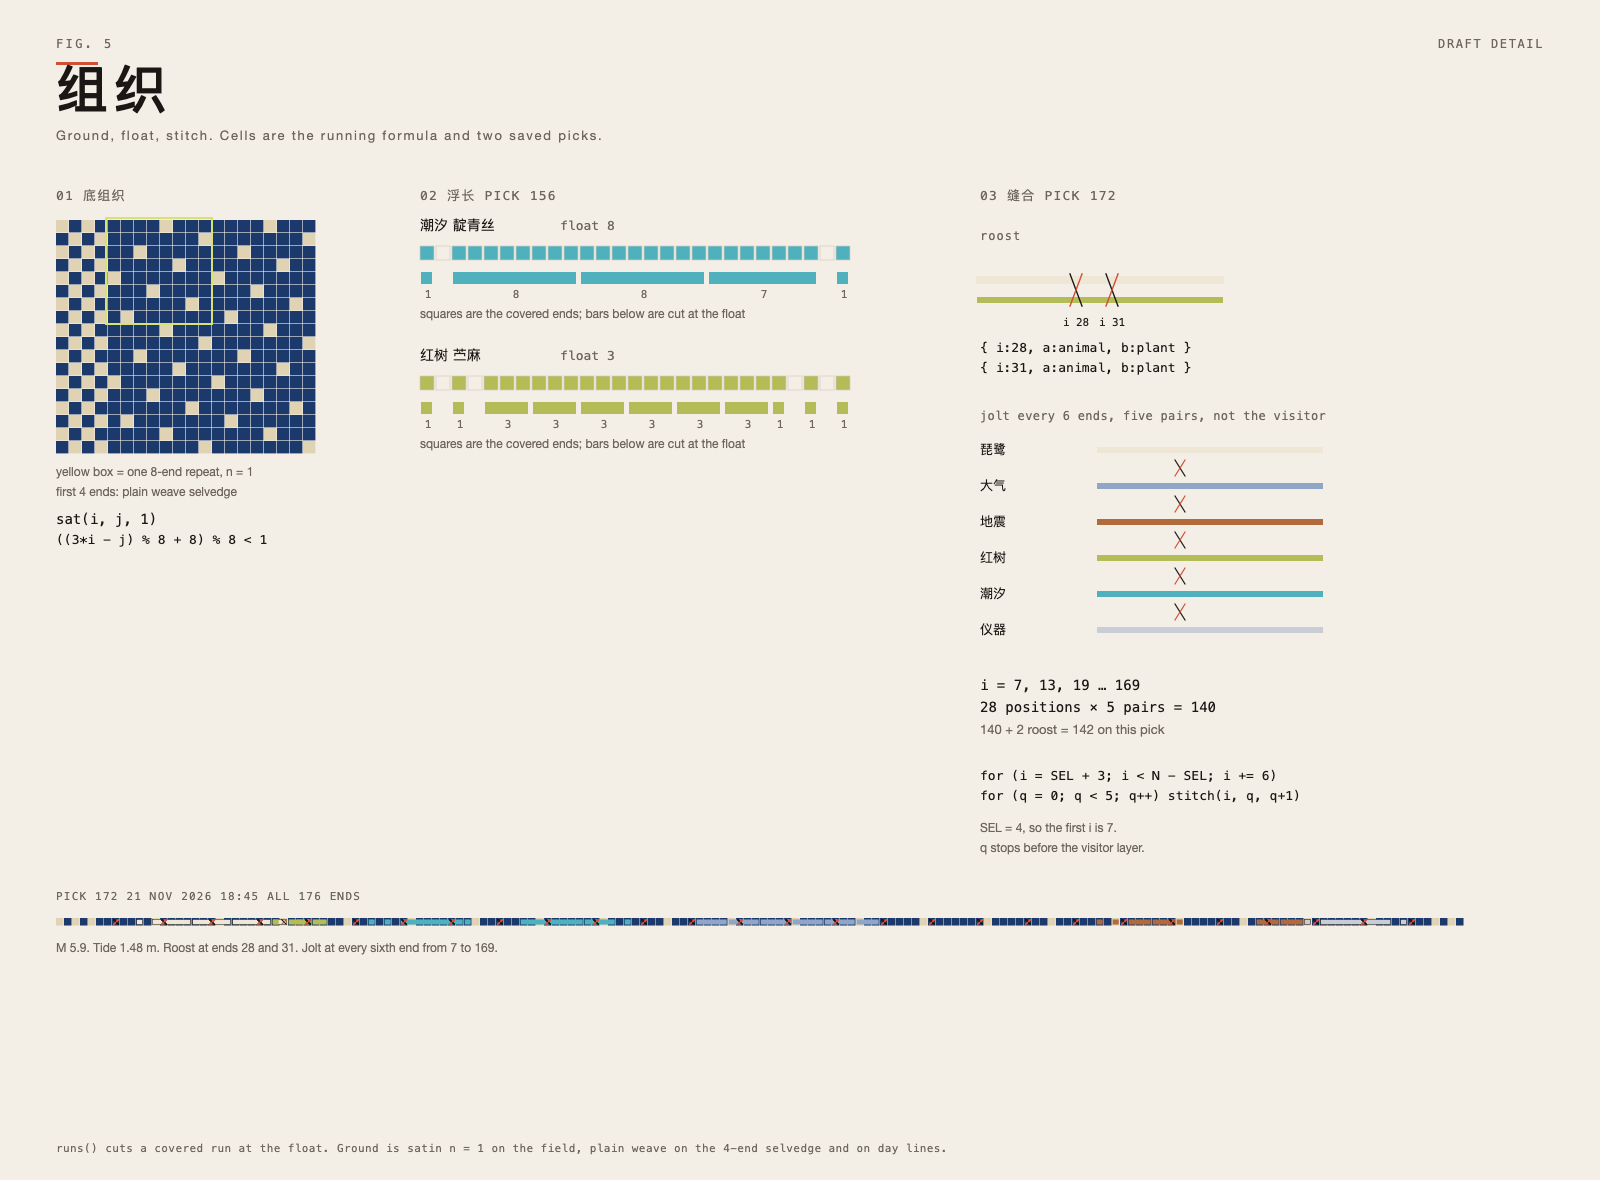 FIG. 5
DRAFT DETAIL
组织
Ground, float, stitch. Cells are the running formula and two saved picks.
01 底组织
yellow box = one 8-end repeat, n = 1
first 4 ends: plain weave selvedge
sat(i, j, 1)
((3*i − j) % 8 + 8) % 8 < 1
02 浮长 PICK 156
潮汐 靛青丝 float 8
1 8 8 7 1
squares are the covered ends; bars below are cut at the float
红树 苎麻 float 3
1 1 3 3 3 3 3 3 1 1 1
squares are the covered ends; bars below are cut at the float
03 缝合 PICK 172
roost
i 28 i 31
{ i:28, a:animal, b:plant }
{ i:31, a:animal, b:plant }
jolt every 6 ends, five pairs, not the visitor
琵鹭
大气
地震
红树
潮汐
仪器
i = 7, 13, 19 … 169
28 positions × 5 pairs = 140
140 + 2 roost = 142 on this pick
for (i = SEL + 3; i < N − SEL; i += 6)
for (q = 0; q < 5; q++) stitch(i, q, q+1)
SEL = 4, so the first i is 7.
q stops before the visitor layer.
PICK 172 21 NOV 2026 18:45 ALL 176 ENDS
M 5.9. Tide 1.48 m. Roost at ends 28 and 31. Jolt at every sixth end from 7 to 169.
runs() cuts a covered run at the float. Ground is satin n = 1 on the field, plain weave on the 4-end selvedge and on day lines.